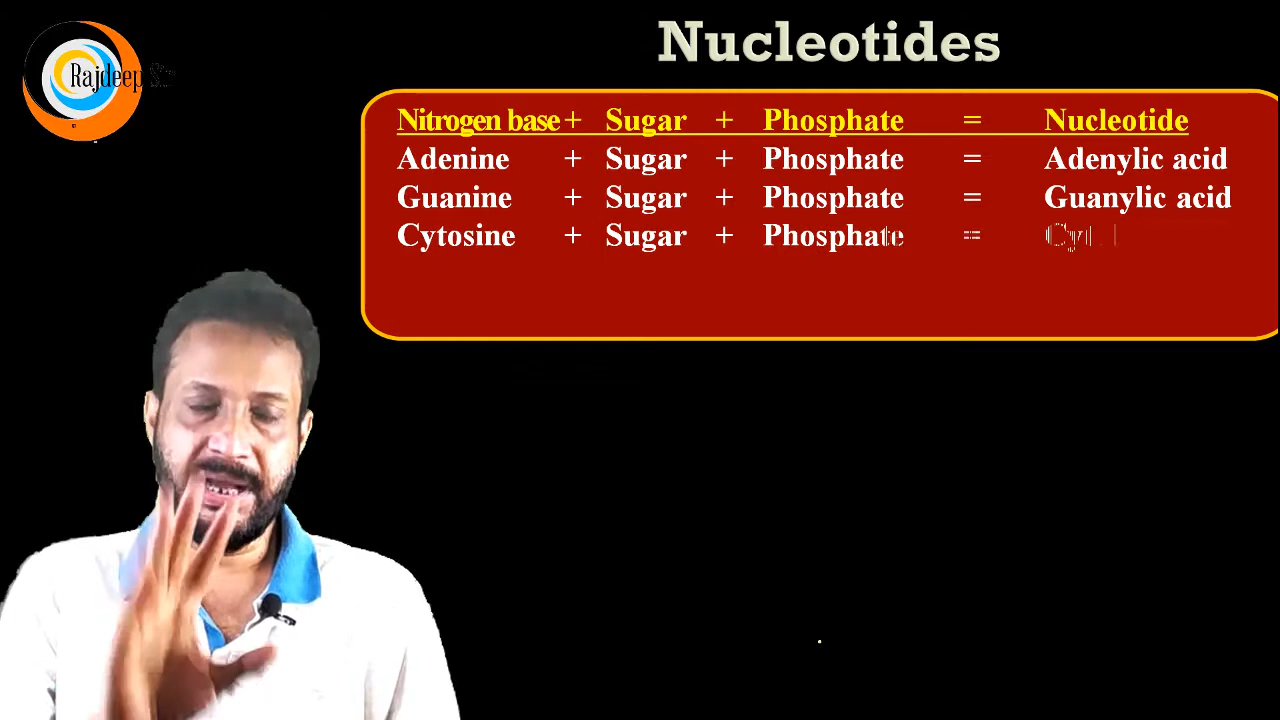 Nucleotides
Rajdeep Sir
Nitrogen base + Sugar + Phosphate = Nucleotide
Adenine + Sugar + Phosphate = Adenylic acid
Guanine + Sugar + Phosphate = Guanylic acid
Cytosine + Sugar + Phosphate =